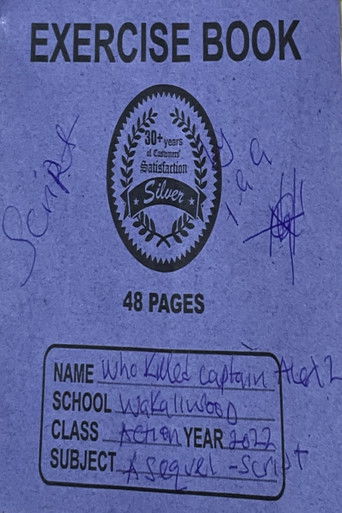 EXERCISE BOOK
Script
30+ years
of Customers'
Satisfaction
Silver
48 PAGES
NAME Who Killed captain Alex 2
SCHOOL Wakaliwood
CLASS Action YEAR 2022
SUBJECT A sequel - Script